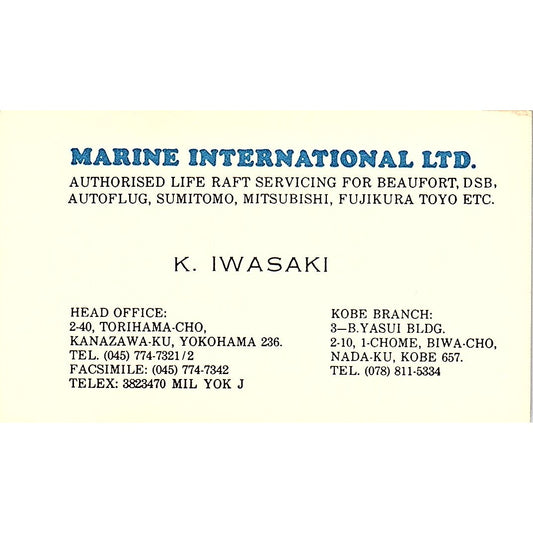 MARINE INTERNATIONAL LTD.
AUTHORISED LIFE RAFT SERVICING FOR BEAUFORT, DSB,
AUTOFLUG, SUMITOMO, MITSUBISHI, FUJIKURA TOYO ETC.
K. IWASAKI
HEAD OFFICE:
2-40, TORIHAMA-CHO,
KANAZAWA-KU, YOKOHAMA 236.
TEL. (045) 774-7321/2
FACSIMILE: (045) 774-7342
TELEX: 3823470 MIL YOK J
KOBE BRANCH:
3—B.YASUI BLDG.
2-10, 1-CHOME, BIWA-CHO,
NADA-KU, KOBE 657.
TEL. (078) 811-5334